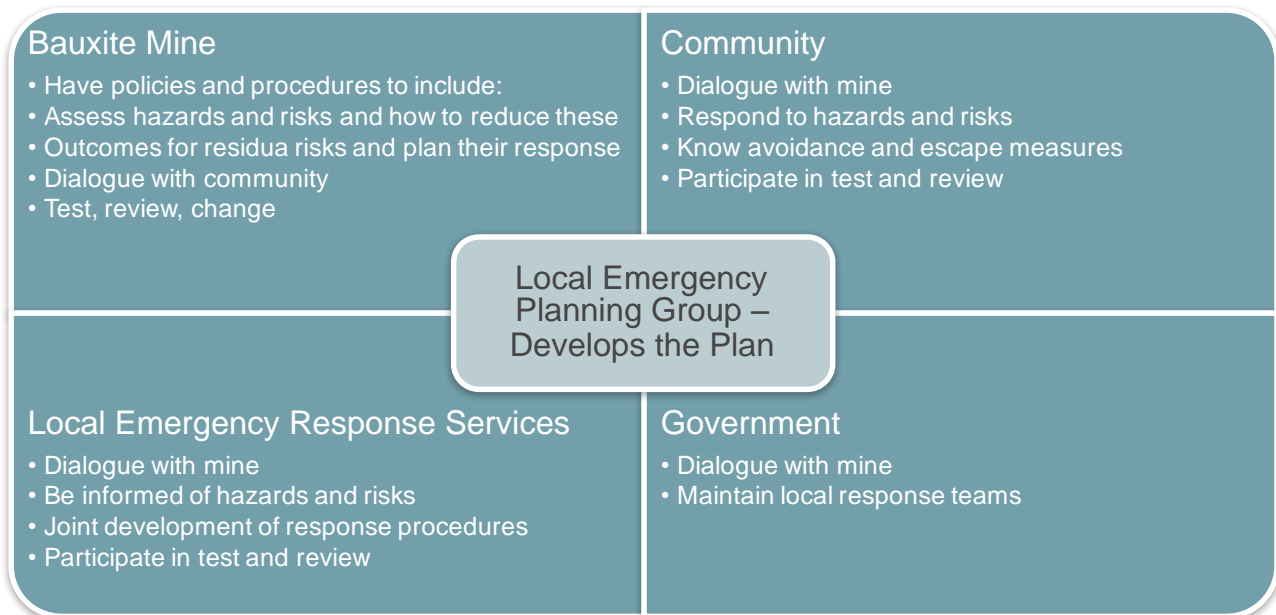 Bauxite Mine
• Have policies and procedures to include:
• Assess hazards and risks and how to reduce these
• Outcomes for residua risks and plan their response
• Dialogue with community
• Test, review, change
Community
• Dialogue with mine
• Respond to hazards and risks
• Know avoidance and escape measures
• Participate in test and review
Local Emergency
Planning Group –
Develops the Plan
Local Emergency Response Services
• Dialogue with mine
• Be informed of hazards and risks
• Joint development of response procedures
• Participate in test and review
Government
• Dialogue with mine
• Maintain local response teams